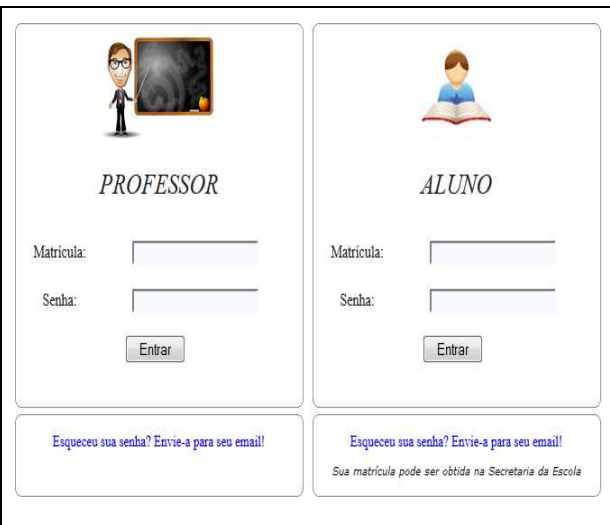 PROFESSOR
Matrícula:
Senha:
Entrar
Esqueceu sua senha? Envie-a para seu email!
ALUNO
Matrícula:
Senha:
Entrar
Esqueceu sua senha? Envie-a para seu email!
Sua matrícula pode ser obtida na Secretaria da Escola